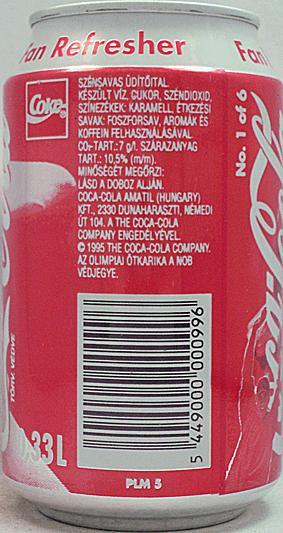 Fan Refresher
Fan
Coke
SZÉNSAVAS ÜDÍTŐITAL
KÉSZÜLT VÍZ, CUKOR, SZÉNDIOXID,
SZÍNEZÉKEK: KARAMELL, ÉTKEZÉSI
SAVAK: FOSZFORSAV, AROMÁK ÉS
KOFFEIN FELHASZNÁLÁSÁVAL
CO₂-TART.: 7 g/l. SZÁRAZANYAG
TART.: 10,5% (m/m).
MINŐSÉGÉT MEGŐRZI:
LÁSD A DOBOZ ALJÁN.
COCA-COLA AMATIL (HUNGARY)
KFT., 2330 DUNAHARASZTI, NÉMEDI
ÚT 104. A THE COCA-COLA
COMPANY ENGEDÉLYÉVEL.
© 1995 THE COCA-COLA COMPANY.
AZ OLIMPIAI ÖTKARIKA A NOB
VÉDJEGYE.
No. 1 of 6
TÖRV. VÉDVE
0,33L
5 449000 000996
PLM 5